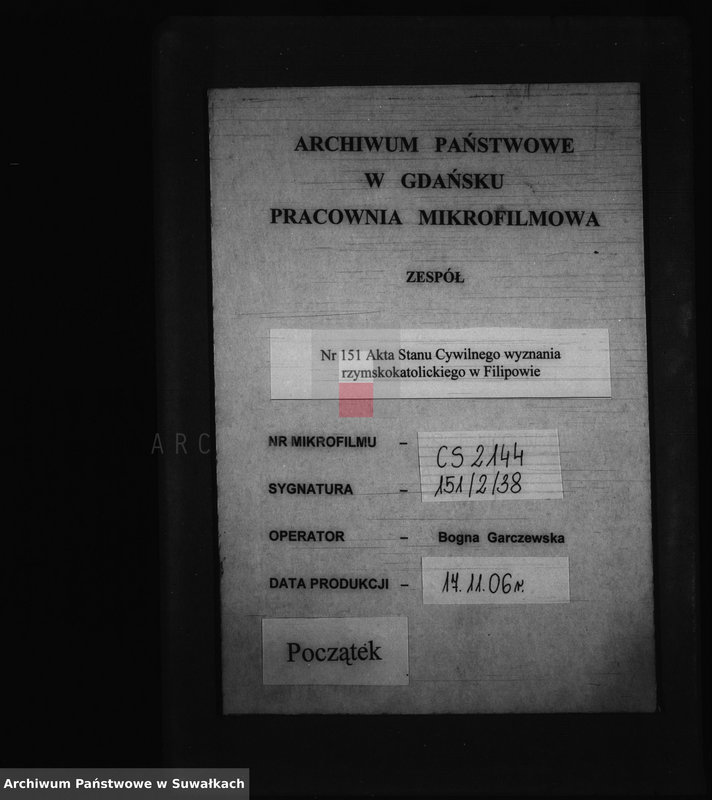 ARCHIWUM PAŃSTWOWE
W GDAŃSKU
PRACOWNIA MIKROFILMOWA
ZESPÓŁ
Nr 151 Akta Stanu Cywilnego wyznania
rzymskokatolickiego w Filipowie
ARC
NR MIKROFILMU – CS 2144
SYGNATURA – 151/2/38
OPERATOR – Bogna Garczewska
DATA PRODUKCJI – 17.11.06r.
Początek
Archiwum Państwowe w Suwałkach